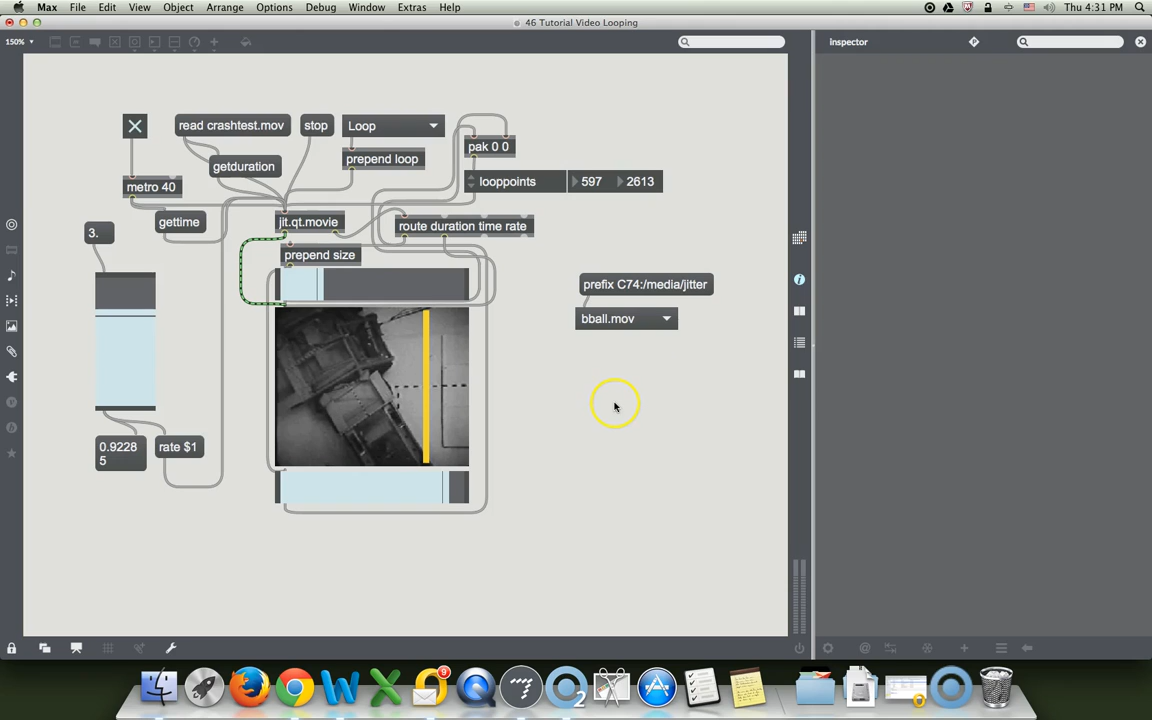 Max File Edit View Object Arrange Options Debug Window Extras Help Thu 4:31 PM
46 Tutorial Video Looping
150%
inspector
P
read crashtest.mov
stop
Loop
pak 0 0
prepend loop
getduration
looppoints 597 2613
metro 40
gettime
jit.qt.movie
route duration time rate
3.
prepend size
prefix C74:/media/jitter
bball.mov
0.9228
5
rate $1
9
2